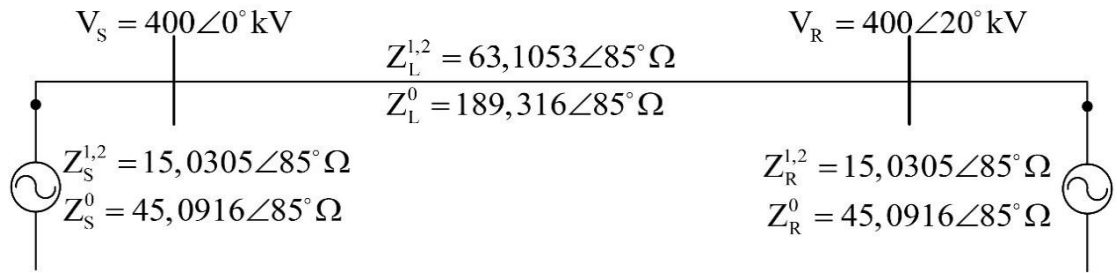 V_S = 400∠0° kV
V_R = 400∠20° kV
Z_L^{1,2} = 63,1053∠85° Ω
Z_L^0 = 189,316∠85° Ω
Z_S^{1,2} = 15,0305∠85° Ω
Z_S^0 = 45,0916∠85° Ω
Z_R^{1,2} = 15,0305∠85° Ω
Z_R^0 = 45,0916∠85° Ω